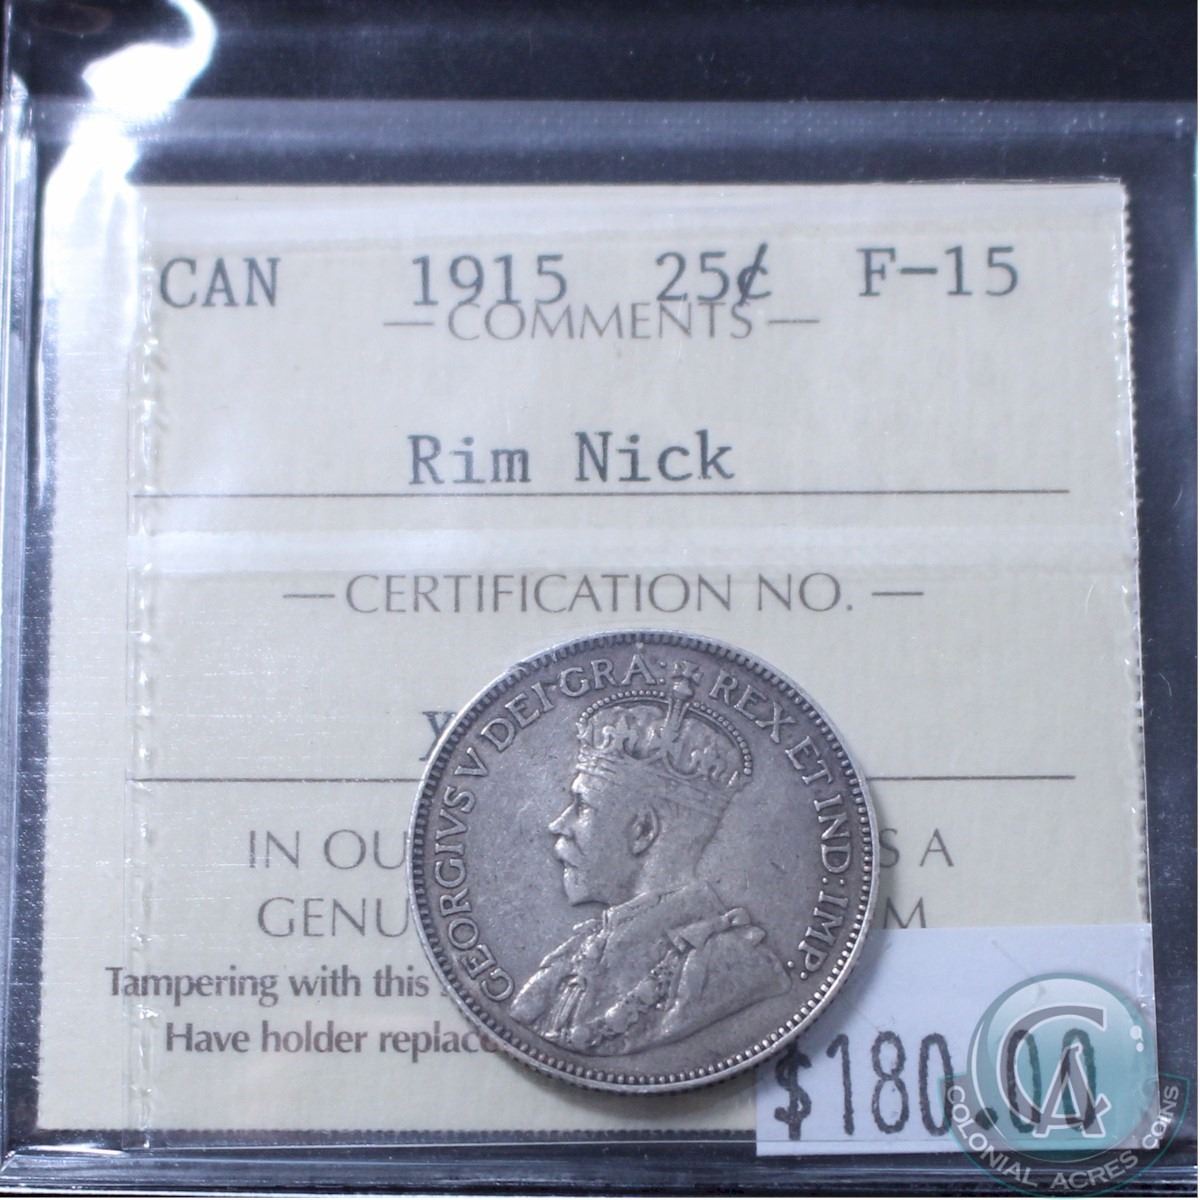 CAN 1915 25¢ F-15
— COMMENTS —
Rim Nick
— CERTIFICATION NO. —
GEORGIVS V DEI GRA: REX ET IND: IMP:
IN OU S A
GENU M
Tampering with this
Have holder replac
$180.00
CA
COLONIAL ACRES COINS